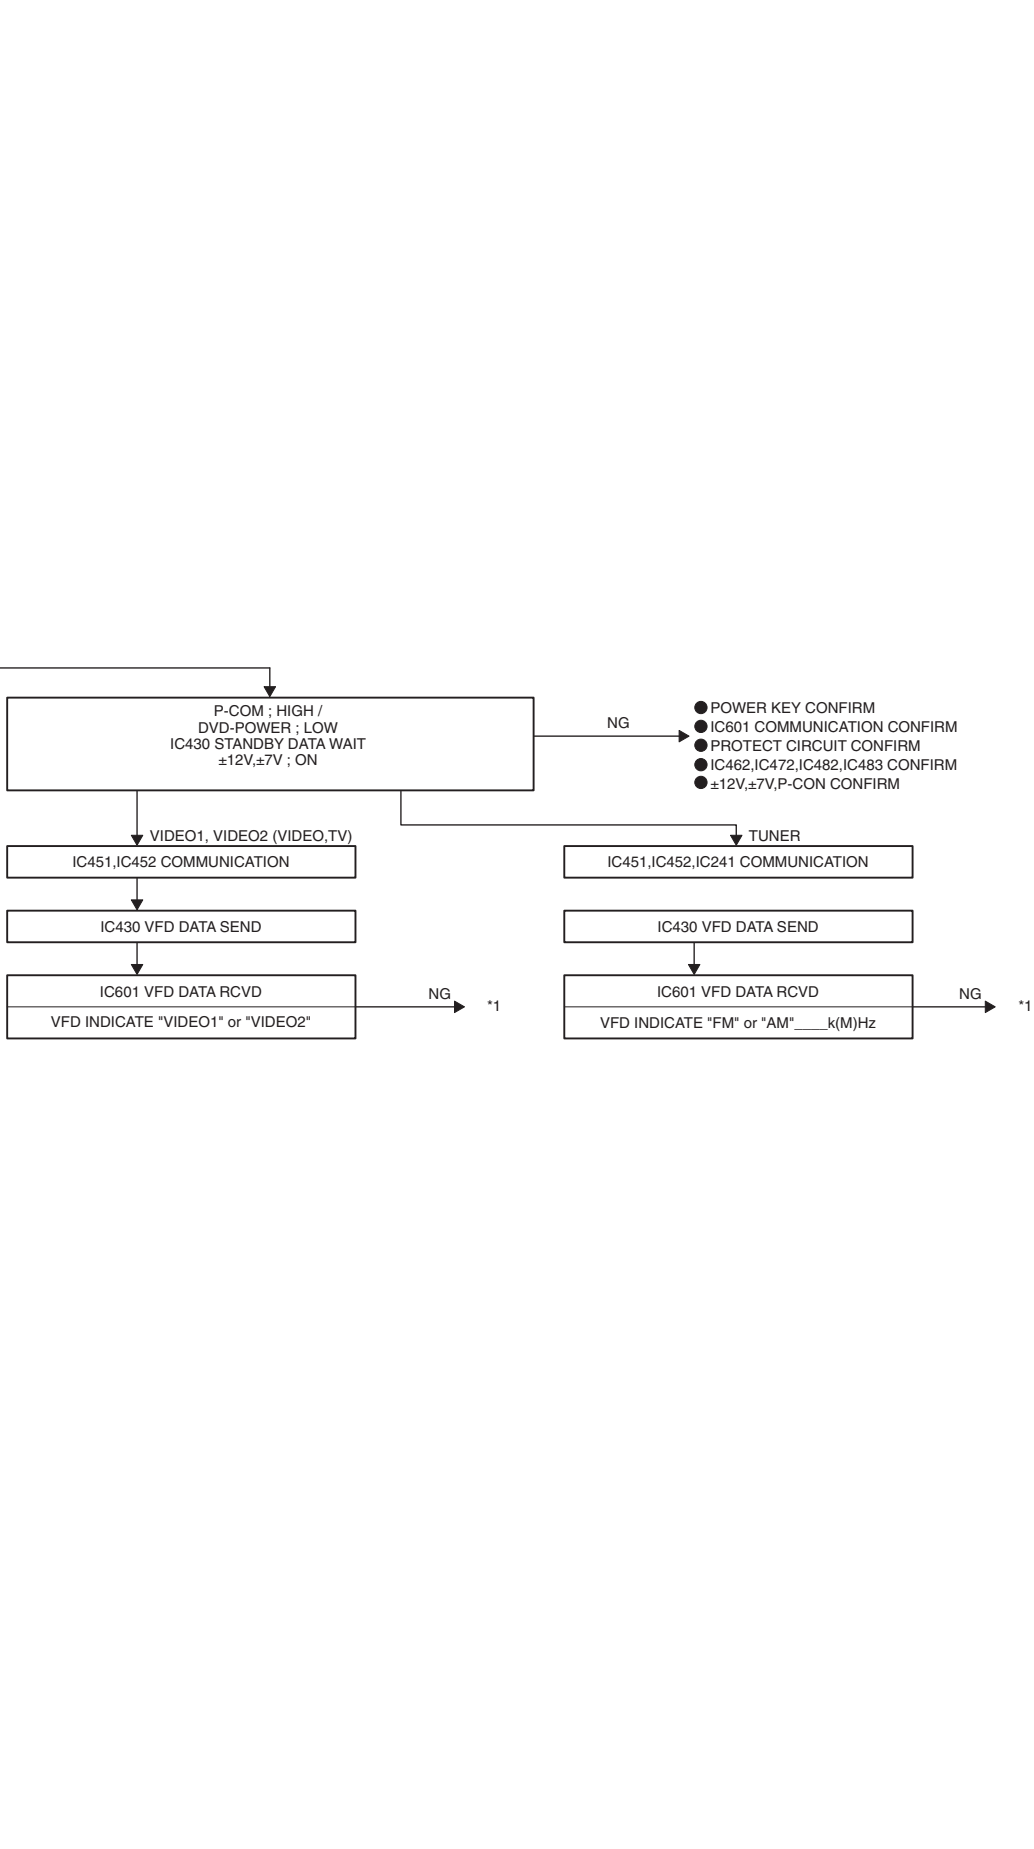 P-COM ; HIGH /
DVD-POWER ; LOW
IC430 STANDBY DATA WAIT
±12V,±7V ; ON
NG
●POWER KEY CONFIRM
●IC601 COMMUNICATION CONFIRM
●PROTECT CIRCUIT CONFIRM
●IC462,IC472,IC482,IC483 CONFIRM
●±12V,±7V,P-CON CONFIRM
VIDEO1, VIDEO2 (VIDEO,TV)
IC451,IC452 COMMUNICATION
IC430 VFD DATA SEND
IC601 VFD DATA RCVD
VFD INDICATE "VIDEO1" or "VIDEO2"
NG
*1
TUNER
IC451,IC452,IC241 COMMUNICATION
IC430 VFD DATA SEND
IC601 VFD DATA RCVD
VFD INDICATE "FM" or "AM"____k(M)Hz
NG
*1